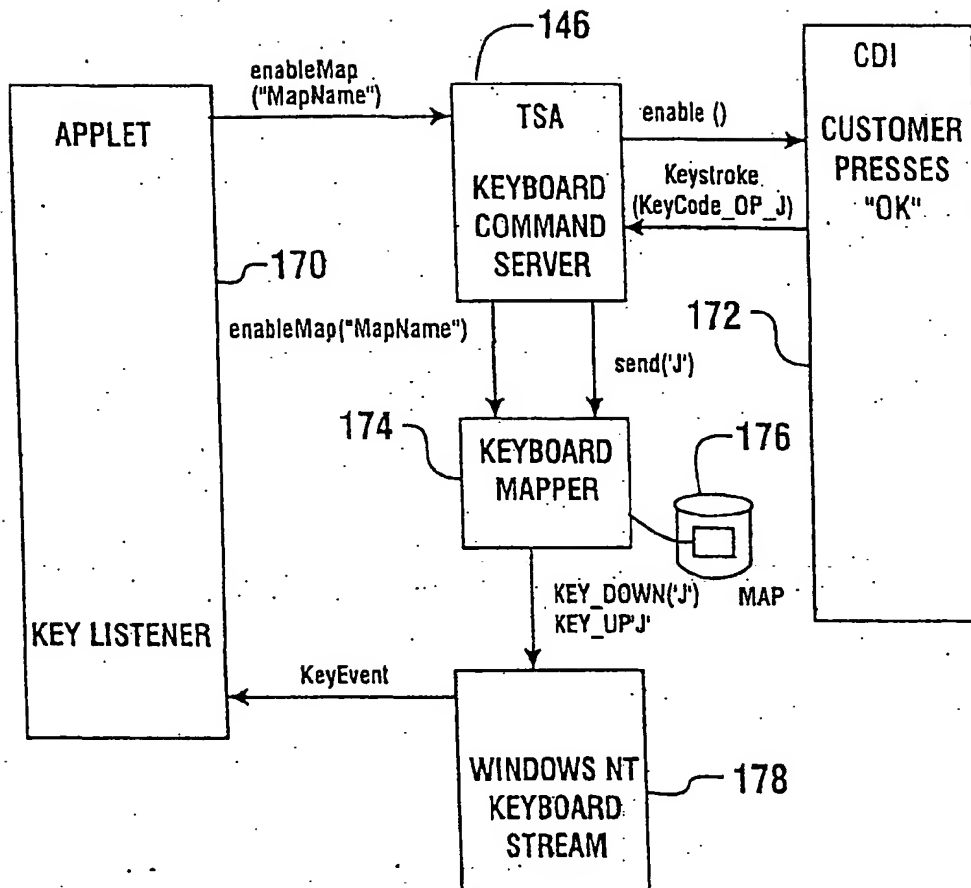 146
enableMap
("MapName")
APPLET
TSA
KEYBOARD
COMMAND
SERVER
enable ()
Keystroke
(KeyCode_OP_J)
CDI
CUSTOMER
PRESSES
"OK"
170
172
enableMap("MapName")
send('J')
174
KEYBOARD
MAPPER
176
MAP
KEY_DOWN('J')
KEY_UP'J'
KEY LISTENER
KeyEvent
WINDOWS NT
KEYBOARD
STREAM
178